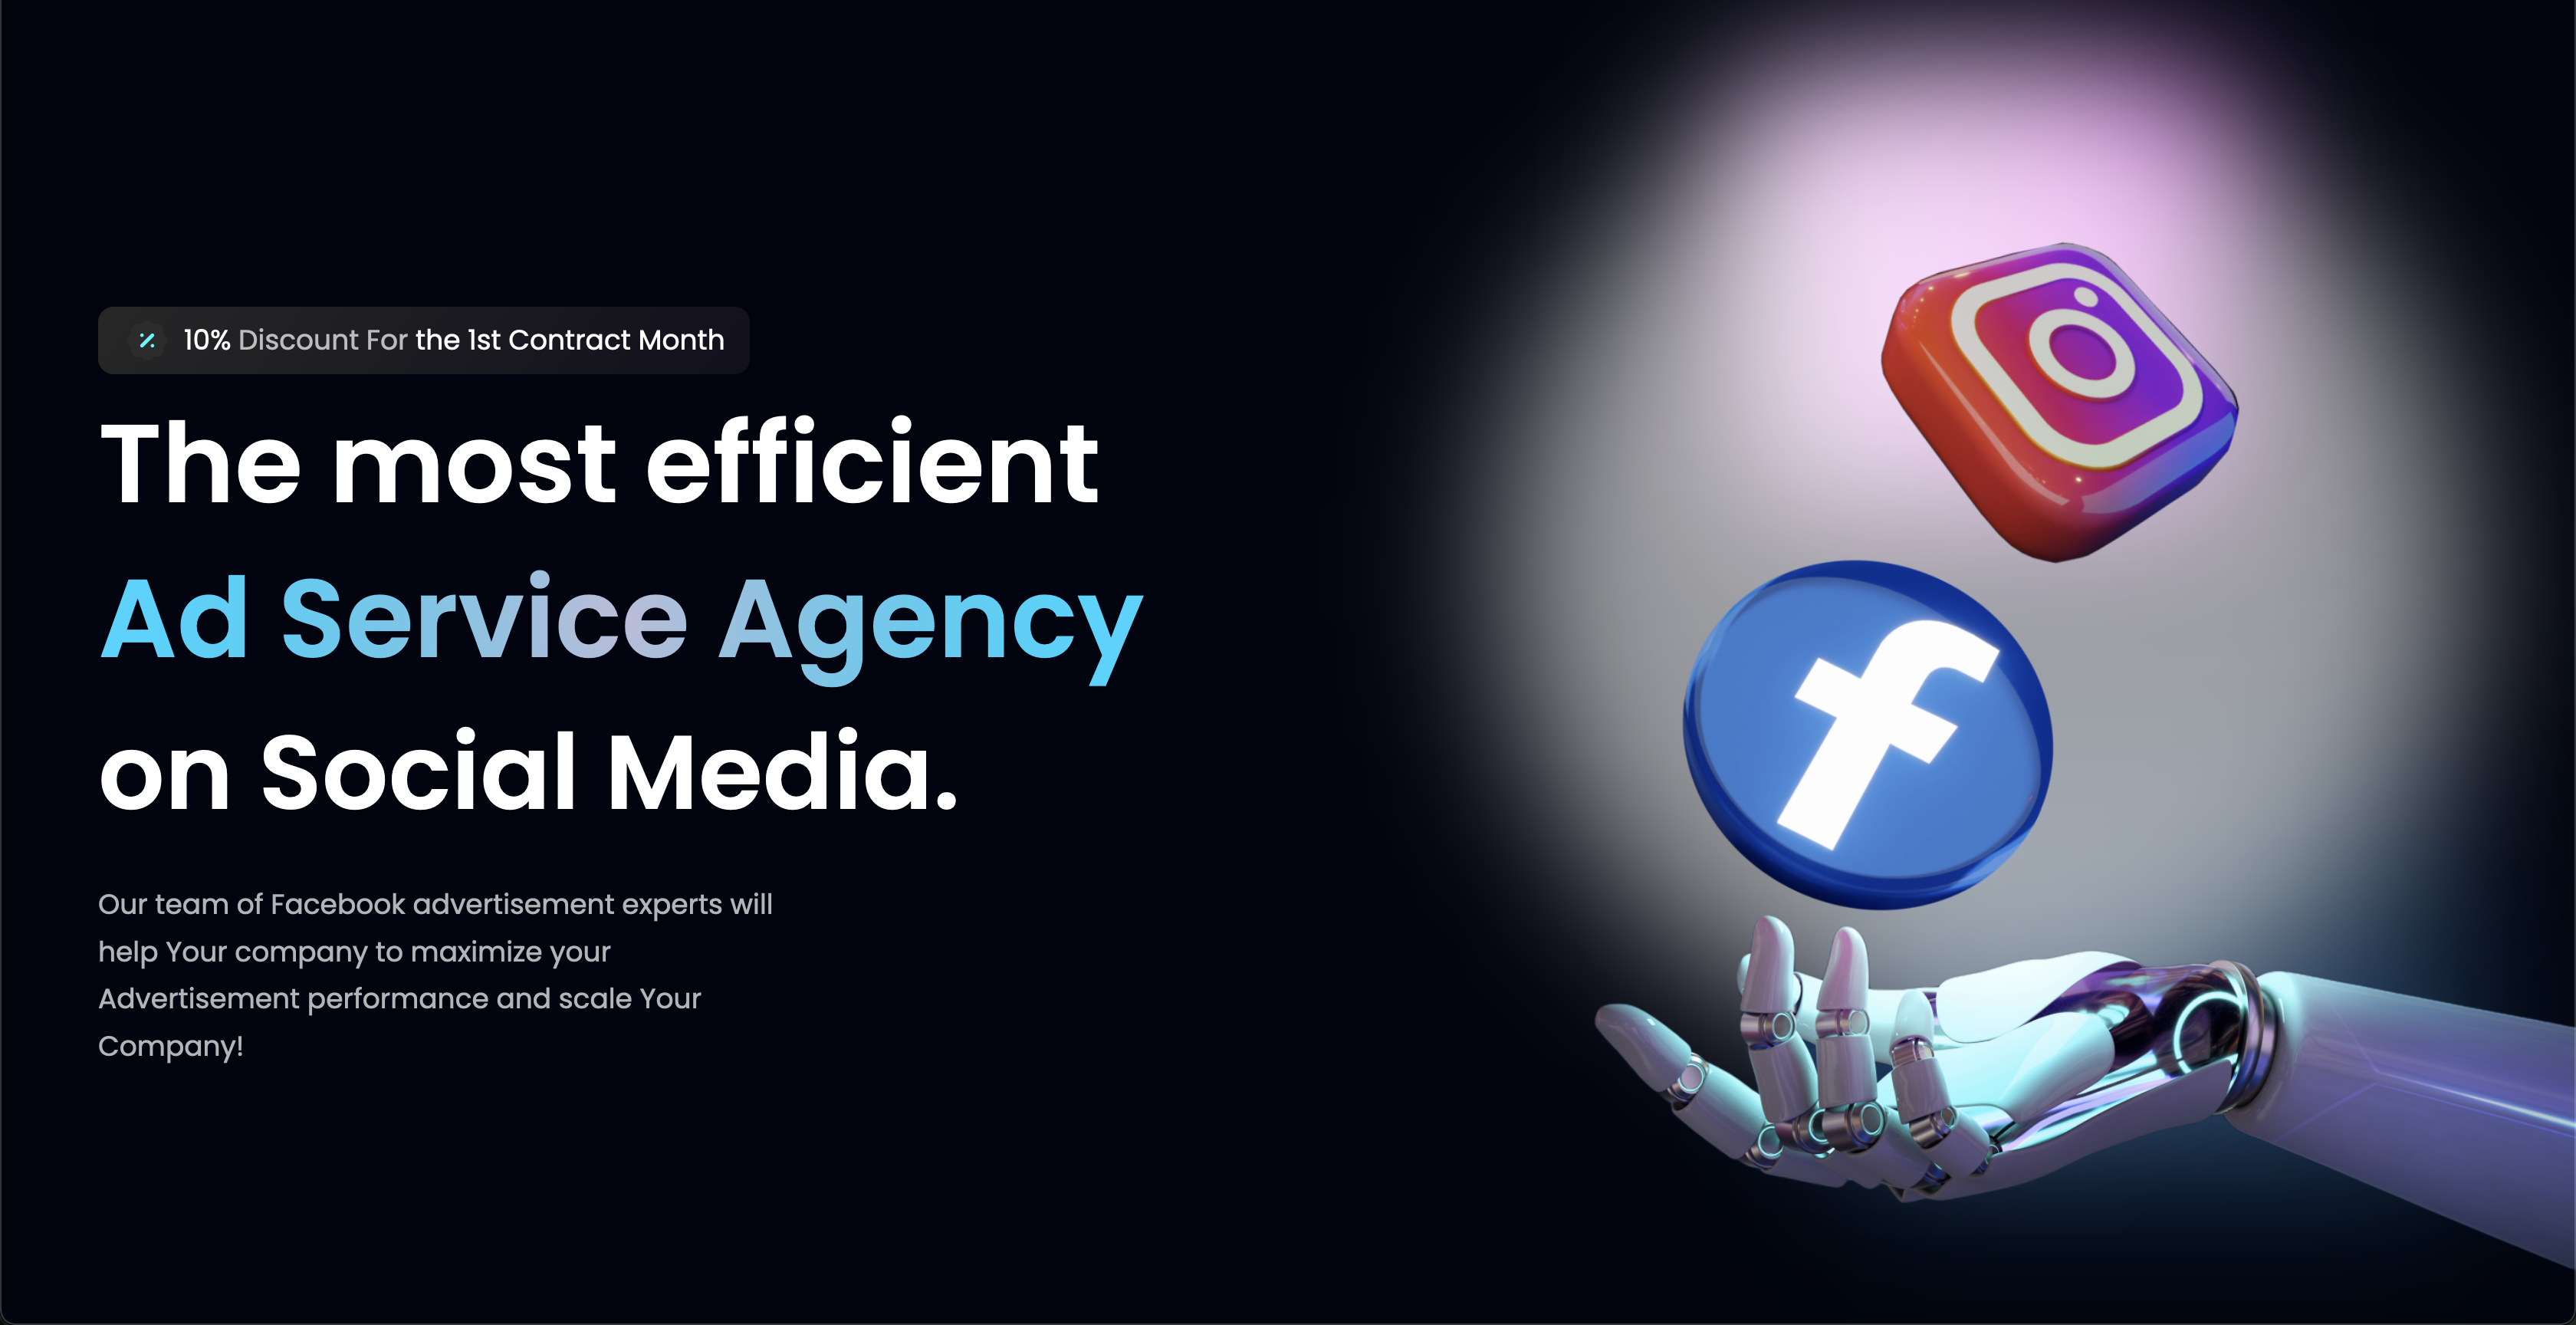 10% Discount For the 1st Contract Month
The most efficient
Ad Service Agency
on Social Media.
Our team of Facebook advertisement experts will
help Your company to maximize your
Advertisement performance and scale Your
Company!